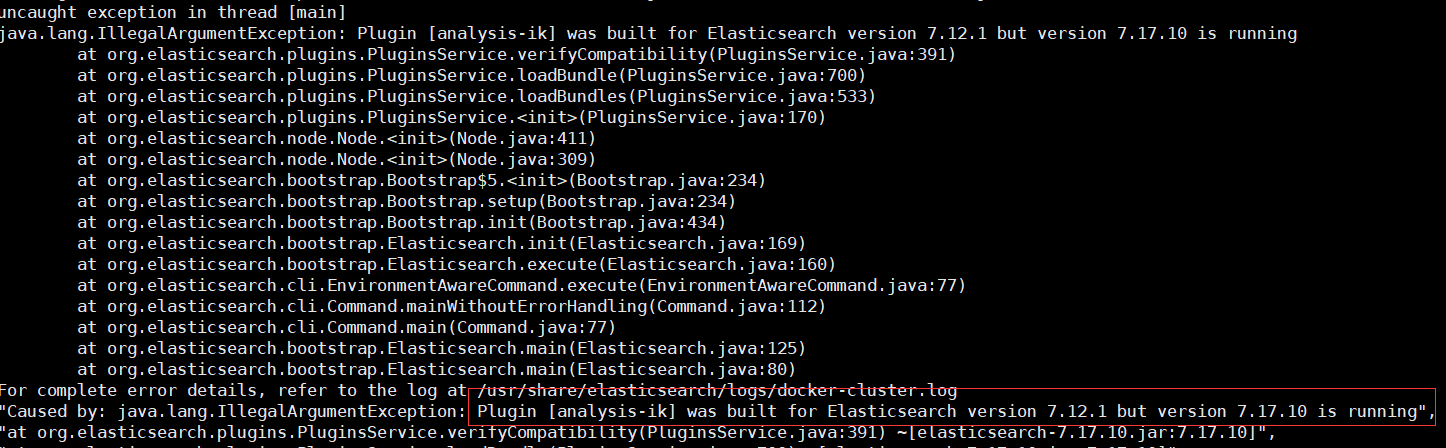 uncaught exception in thread [main]
java.lang.IllegalArgumentException: Plugin [analysis-ik] was built for Elasticsearch version 7.12.1 but version 7.17.10 is running
at org.elasticsearch.plugins.PluginsService.verifyCompatibility(PluginsService.java:391)
at org.elasticsearch.plugins.PluginsService.loadBundle(PluginsService.java:700)
at org.elasticsearch.plugins.PluginsService.loadBundles(PluginsService.java:533)
at org.elasticsearch.plugins.PluginsService.<init>(PluginsService.java:170)
at org.elasticsearch.node.Node.<init>(Node.java:411)
at org.elasticsearch.node.Node.<init>(Node.java:309)
at org.elasticsearch.bootstrap.Bootstrap$5.<init>(Bootstrap.java:234)
at org.elasticsearch.bootstrap.Bootstrap.setup(Bootstrap.java:234)
at org.elasticsearch.bootstrap.Bootstrap.init(Bootstrap.java:434)
at org.elasticsearch.bootstrap.Elasticsearch.init(Elasticsearch.java:169)
at org.elasticsearch.bootstrap.Elasticsearch.execute(Elasticsearch.java:160)
at org.elasticsearch.cli.EnvironmentAwareCommand.execute(EnvironmentAwareCommand.java:77)
at org.elasticsearch.cli.Command.mainWithoutErrorHandling(Command.java:112)
at org.elasticsearch.cli.Command.main(Command.java:77)
at org.elasticsearch.bootstrap.Elasticsearch.main(Elasticsearch.java:125)
at org.elasticsearch.bootstrap.Elasticsearch.main(Elasticsearch.java:80)
For complete error details, refer to the log at /usr/share/elasticsearch/logs/docker-cluster.log
"Caused by: java.lang.IllegalArgumentException: Plugin [analysis-ik] was built for Elasticsearch version 7.12.1 but version 7.17.10 is running",
"at org.elasticsearch.plugins.PluginsService.verifyCompatibility(PluginsService.java:391) ~[elasticsearch-7.17.10.jar:7.17.10]",